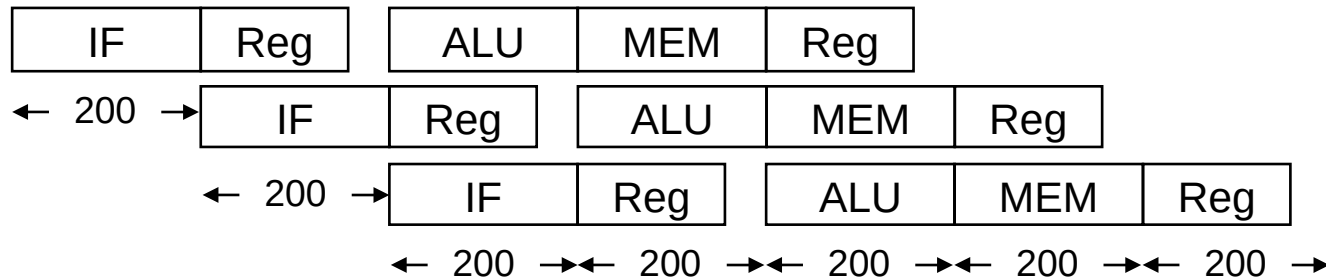 IF Reg ALU MEM Reg
200 IF Reg ALU MEM Reg
200 IF Reg ALU MEM Reg
200 200 200 200 200